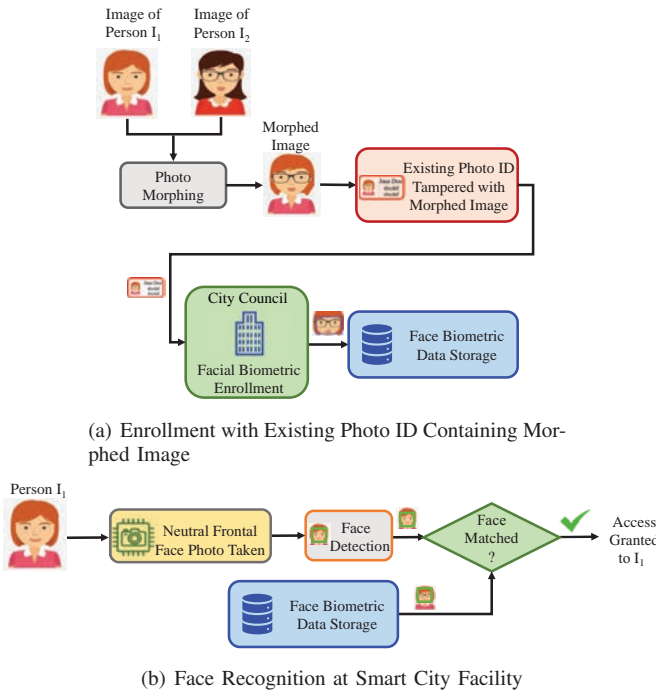 Image of
Person I₁
Image of
Person I₂
Morphed
Image
Photo
Morphing
Existing Photo ID
Tampered with
Morphed Image
City Council
Facial Biometric
Enrollment
Face Biometric
Data Storage
(a) Enrollment with Existing Photo ID Containing Mor-
phed Image
Person I₁
Neutral Frontal
Face Photo Taken
Face
Detection
Face
Matched
?
Access
Granted
to I₁
Face Biometric
Data Storage
(b) Face Recognition at Smart City Facility